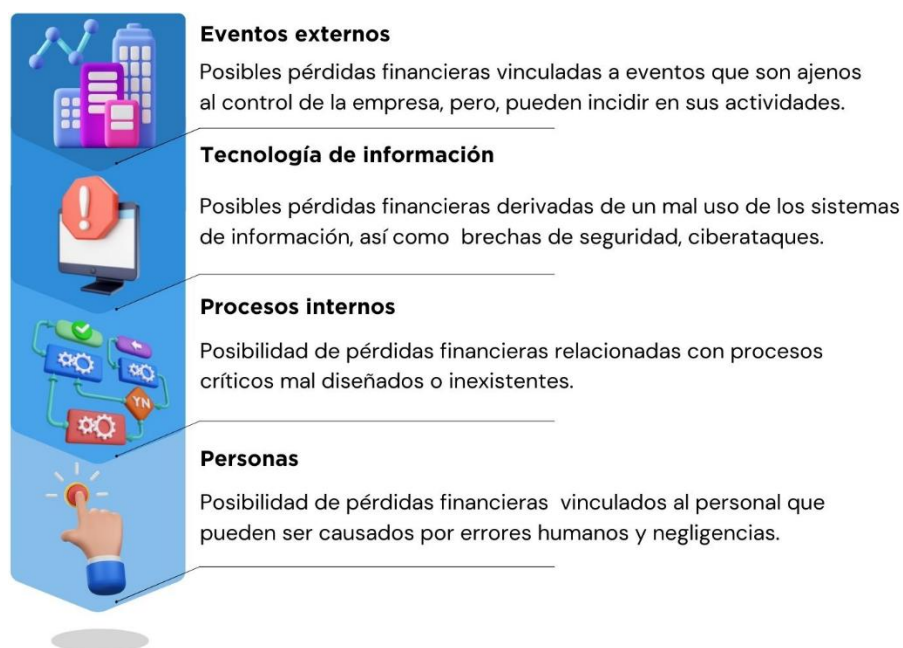 Eventos externos
Posibles pérdidas financieras vinculadas a eventos que son ajenos
al control de la empresa, pero, pueden incidir en sus actividades.
Tecnología de información
Posibles pérdidas financieras derivadas de un mal uso de los sistemas
de información, así como brechas de seguridad, ciberataques.
Procesos internos
Posibilidad de pérdidas financieras relacionadas con procesos
críticos mal diseñados o inexistentes.
YN
Personas
Posibilidad de pérdidas financieras vinculados al personal que
pueden ser causados por errores humanos y negligencias.